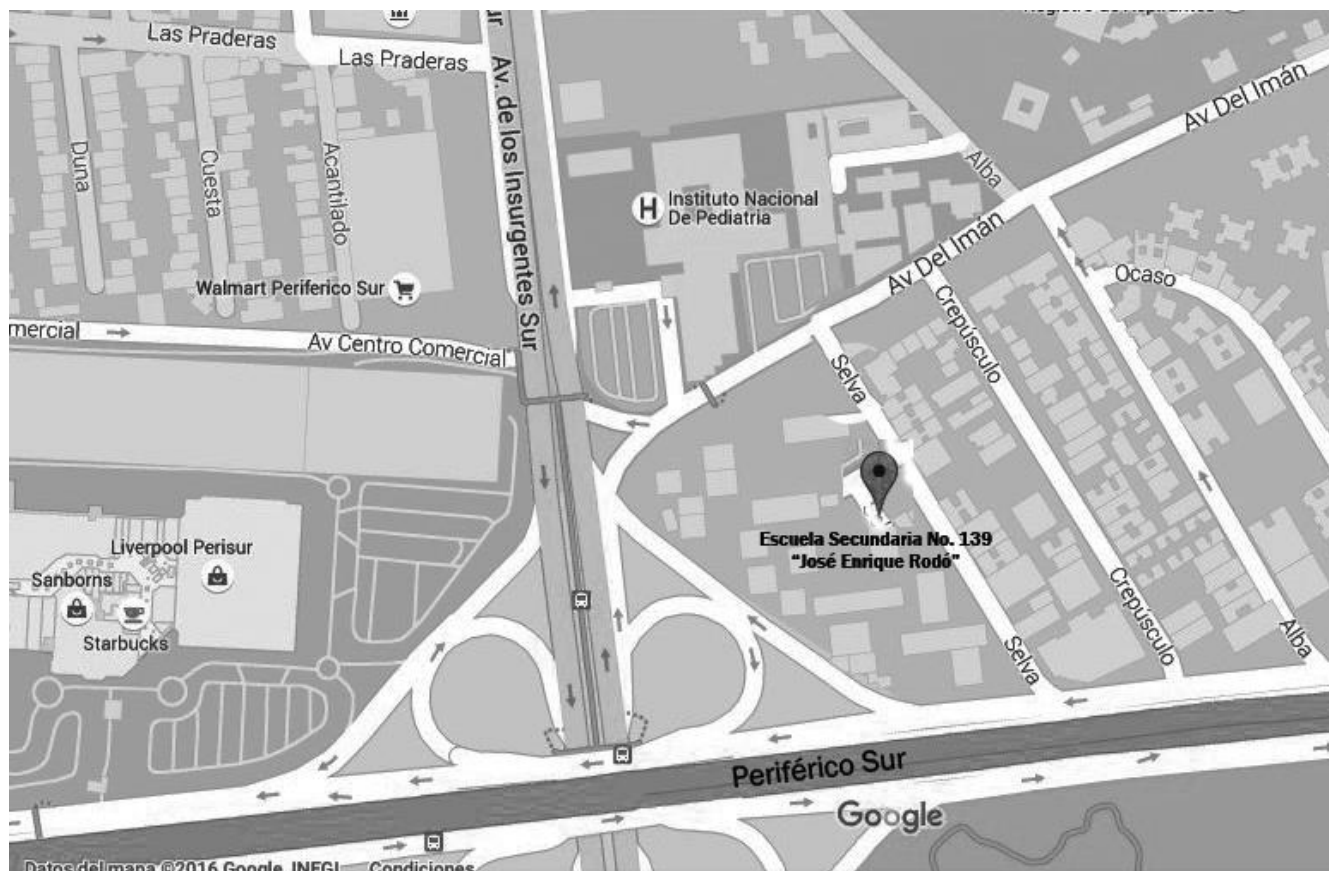 Las Praderas
Las Praderas
Duna
Cuesta
Acantilado
Av. de los Insurgentes Sur
Av Del Imán
Alba
Instituto Nacional
De Pediatria
Av Del Imán
Ocaso
Walmart Periferico Sur
Crepúsculo
Av Centro Comercial
Selva
Escuela Secundaria No. 139
“José Enrique Rodó”
Liverpool Perisur
Sanborns
Starbucks
Crepúsculo
Alba
Selva
Periférico Sur
Google
Datos del mapa ©2016 Google, INEGI
Condiciones